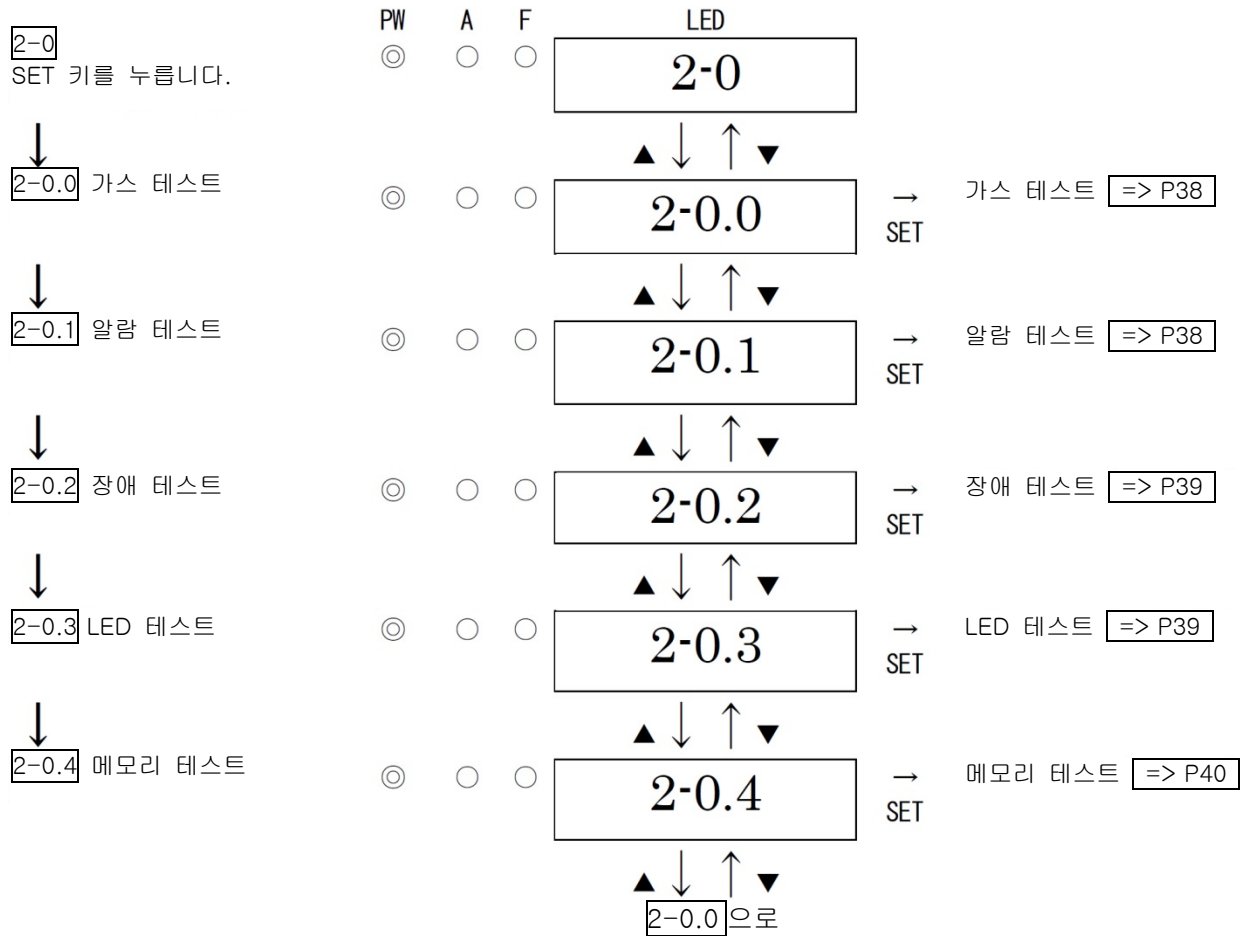 PW A F LED
2-0
SET 키를 누릅니다.
◎ ○ ○ 2-0
↓
▲ ↓ ↑ ▼
2-0.0 가스 테스트
◎ ○ ○ 2-0.0 → SET 가스 테스트 => P38
↓
▲ ↓ ↑ ▼
2-0.1 알람 테스트
◎ ○ ○ 2-0.1 → SET 알람 테스트 => P38
↓
▲ ↓ ↑ ▼
2-0.2 장애 테스트
◎ ○ ○ 2-0.2 → SET 장애 테스트 => P39
↓
▲ ↓ ↑ ▼
2-0.3 LED 테스트
◎ ○ ○ 2-0.3 → SET LED 테스트 => P39
↓
▲ ↓ ↑ ▼
2-0.4 메모리 테스트
◎ ○ ○ 2-0.4 → SET 메모리 테스트 => P40
▲ ↓ ↑ ▼
2-0.0 으로